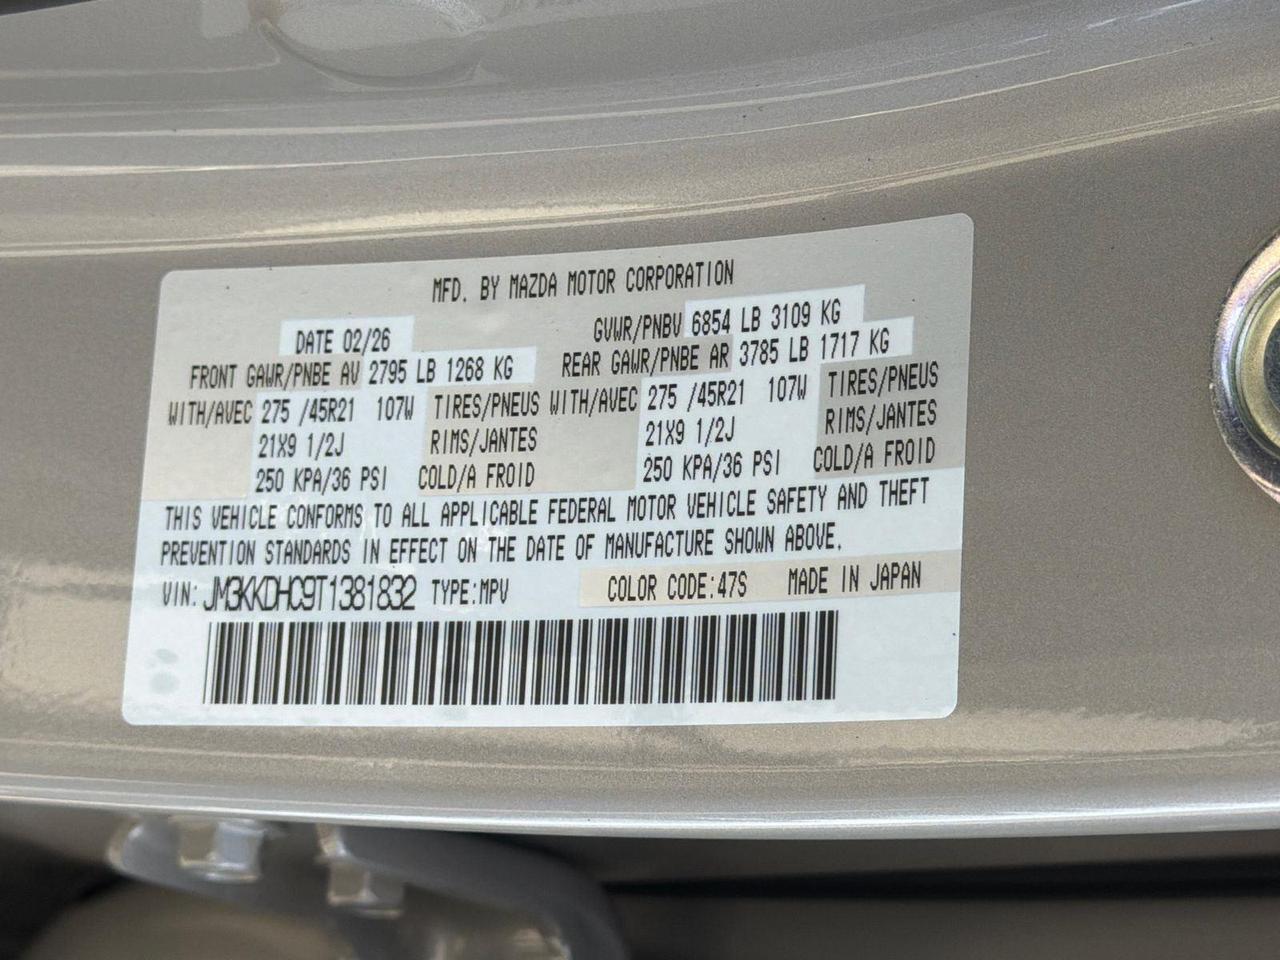 MFD. BY MAZDA MOTOR CORPORATION
DATE 02/26 GVWR/PNBV 6854 LB 3109 KG
FRONT GAWR/PNBE AV 2795 LB 1268 KG REAR GAWR/PNBE AR 3785 LB 1717 KG
WITH/AVEC 275 /45R21 107W TIRES/PNEUS WITH/AVEC 275 /45R21 107W TIRES/PNEUS
21X9 1/2J RIMS/JANTES 21X9 1/2J RIMS/JANTES
250 KPA/36 PSI COLD/A FROID 250 KPA/36 PSI COLD/A FROID
THIS VEHICLE CONFORMS TO ALL APPLICABLE FEDERAL MOTOR VEHICLE SAFETY AND THEFT
PREVENTION STANDARDS IN EFFECT ON THE DATE OF MANUFACTURE SHOWN ABOVE.
VIN: JM3KKDHC9T1381832 TYPE:MPV COLOR CODE:47S MADE IN JAPAN